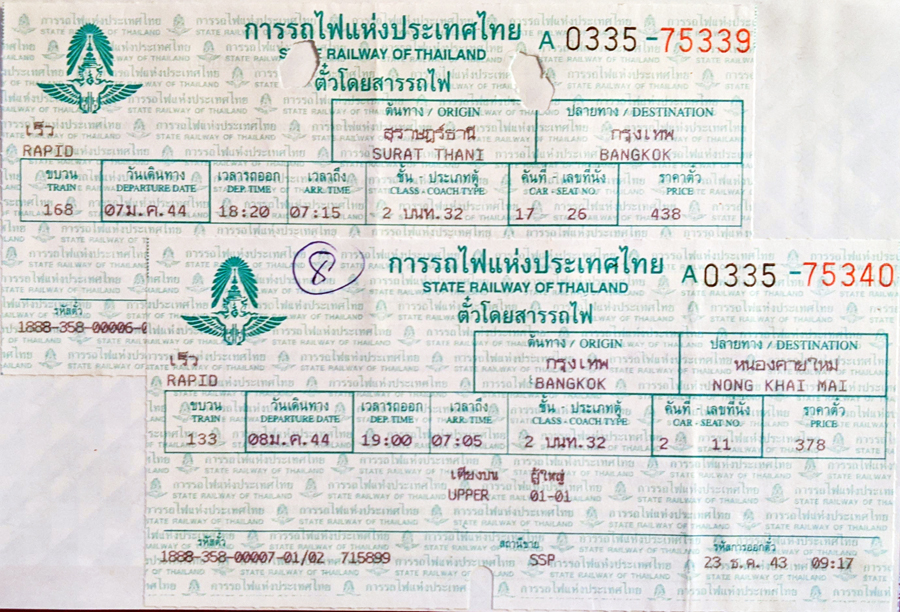 การรถไฟแห่งประเทศไทย
A 0335-75339
STATE RAILWAY OF THAILAND
ตั๋วโดยสารรถไฟ
ต้นทาง / ORIGIN ปลายทาง / DESTINATION
เร็ว สุราษฎร์ธานี กรุงเทพ
RAPID SURAT THANI BANGKOK
ขบวน วันเดินทาง เวลารถออก เวลาถึง ชั้น - ประเภทตู้ คันที่ - เลขที่นั่ง ราคาตั๋ว
TRAIN DEPARTURE DATE DEP. TIME ARR. TIME CLASS - COACH TYPE CAR - SEAT NO. PRICE
168 07ม.ค.44 18:20 07:15 2 บนท.32 17 26 438
รหัสตั๋ว
1888-358-00006-0
8
การรถไฟแห่งประเทศไทย
A 0335-75340
STATE RAILWAY OF THAILAND
ตั๋วโดยสารรถไฟ
ต้นทาง / ORIGIN ปลายทาง / DESTINATION
เร็ว กรุงเทพ หนองคายใหม่
RAPID BANGKOK NONG KHAI MAI
ขบวน วันเดินทาง เวลารถออก เวลาถึง ชั้น - ประเภทตู้ คันที่ - เลขที่นั่ง ราคาตั๋ว
TRAIN DEPARTURE DATE DEP. TIME ARR. TIME CLASS - COACH TYPE CAR - SEAT NO. PRICE
133 08ม.ค.44 19:00 07:05 2 บนท.32 2 11 378
เตียงบน ผู้ใหญ่
UPPER 01-01
รหัสตั๋ว สถานีขาย รหัสการออกตั๋ว
1888-358-00007-01/02 715899 SSP 23 ธ.ค. 43 09:17